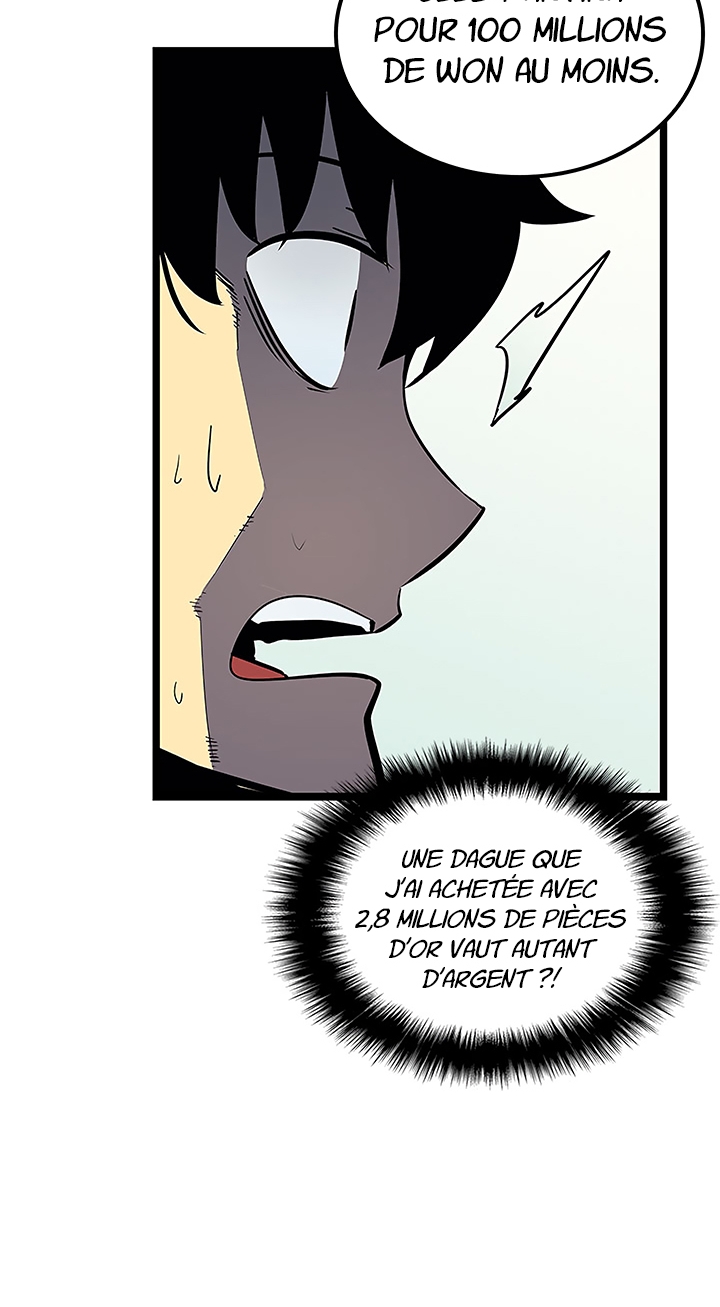 POUR 100 MILLIONS
DE WON AU MOINS.
UNE DAGUE QUE
J'AI ACHETÉE AVEC
2,8 MILLIONS DE PIÈCES
D'OR VAUT AUTANT
D'ARGENT ?!